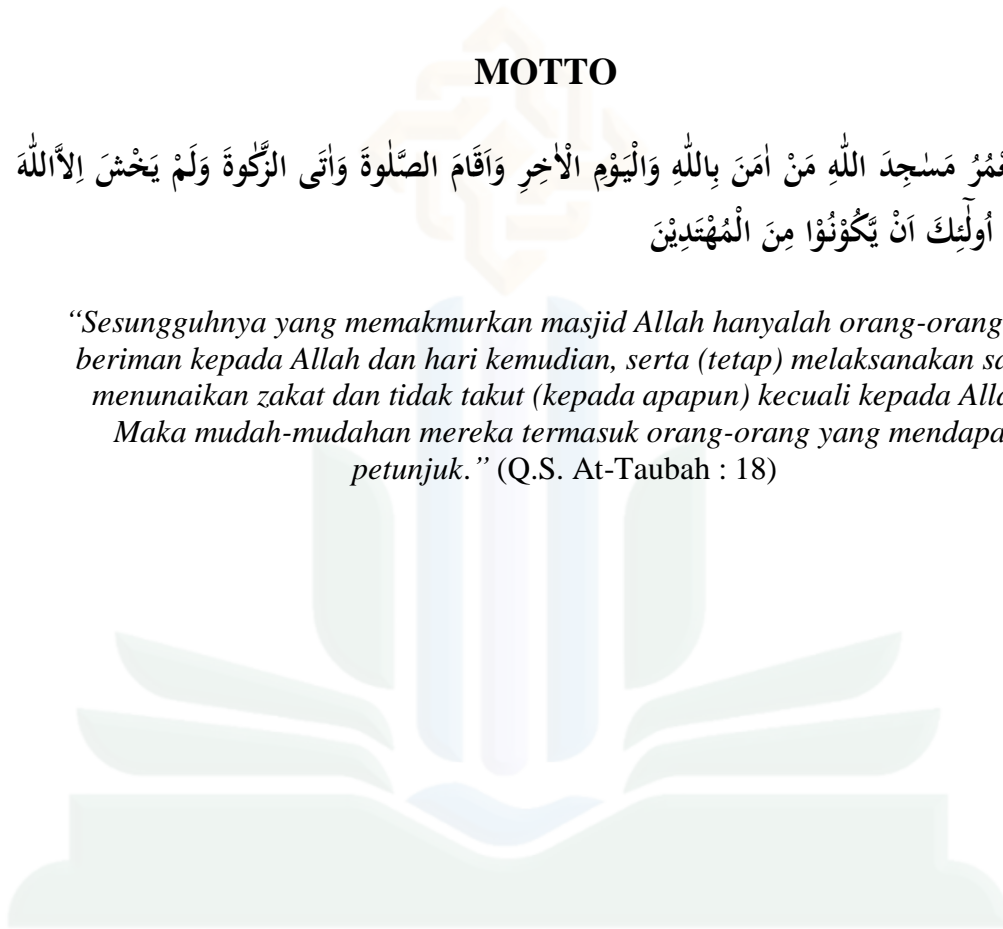 MOTTO
مَسٰجِدَ اللّٰهِ مَنْ اٰمَنَ بِاللّٰهِ وَالْيَوْمِ الْاٰخِرِ وَاَقَامَ الصَّلٰوةَ وَاٰتَى الزَّكٰوةَ وَلَمْ يَخْشَ اِلاَّاللّٰهَ
اُولٰۤئِكَ اَنْ يَّكُوْنُوْا مِنَ الْمُهْتَدِيْنَ
“Sesungguhnya yang memakmurkan masjid Allah hanyalah orang-orang
beriman kepada Allah dan hari kemudian, serta (tetap) melaksanakan
menunaikan zakat dan tidak takut (kepada apapun) kecuali kepada
Maka mudah-mudahan mereka termasuk orang-orang yang
petunjuk.” (Q.S. At-Taubah : 18)